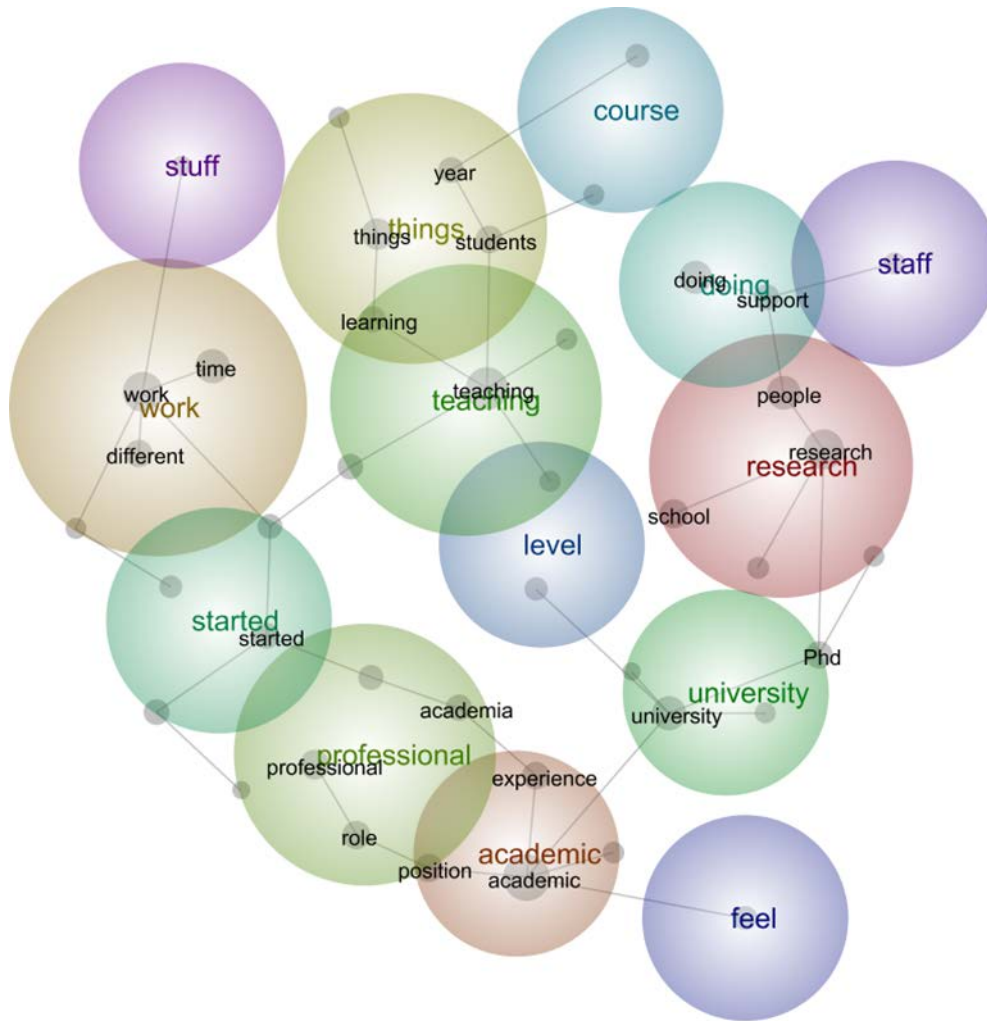 course
stuff
year
things
things
students
staff
doing
doing
support
learning
time
work
work
teaching
teaching
people
different
research
research
school
level
started
started
Phd
university
university
academia
professional
professional
experience
role
academic
position
academic
feel